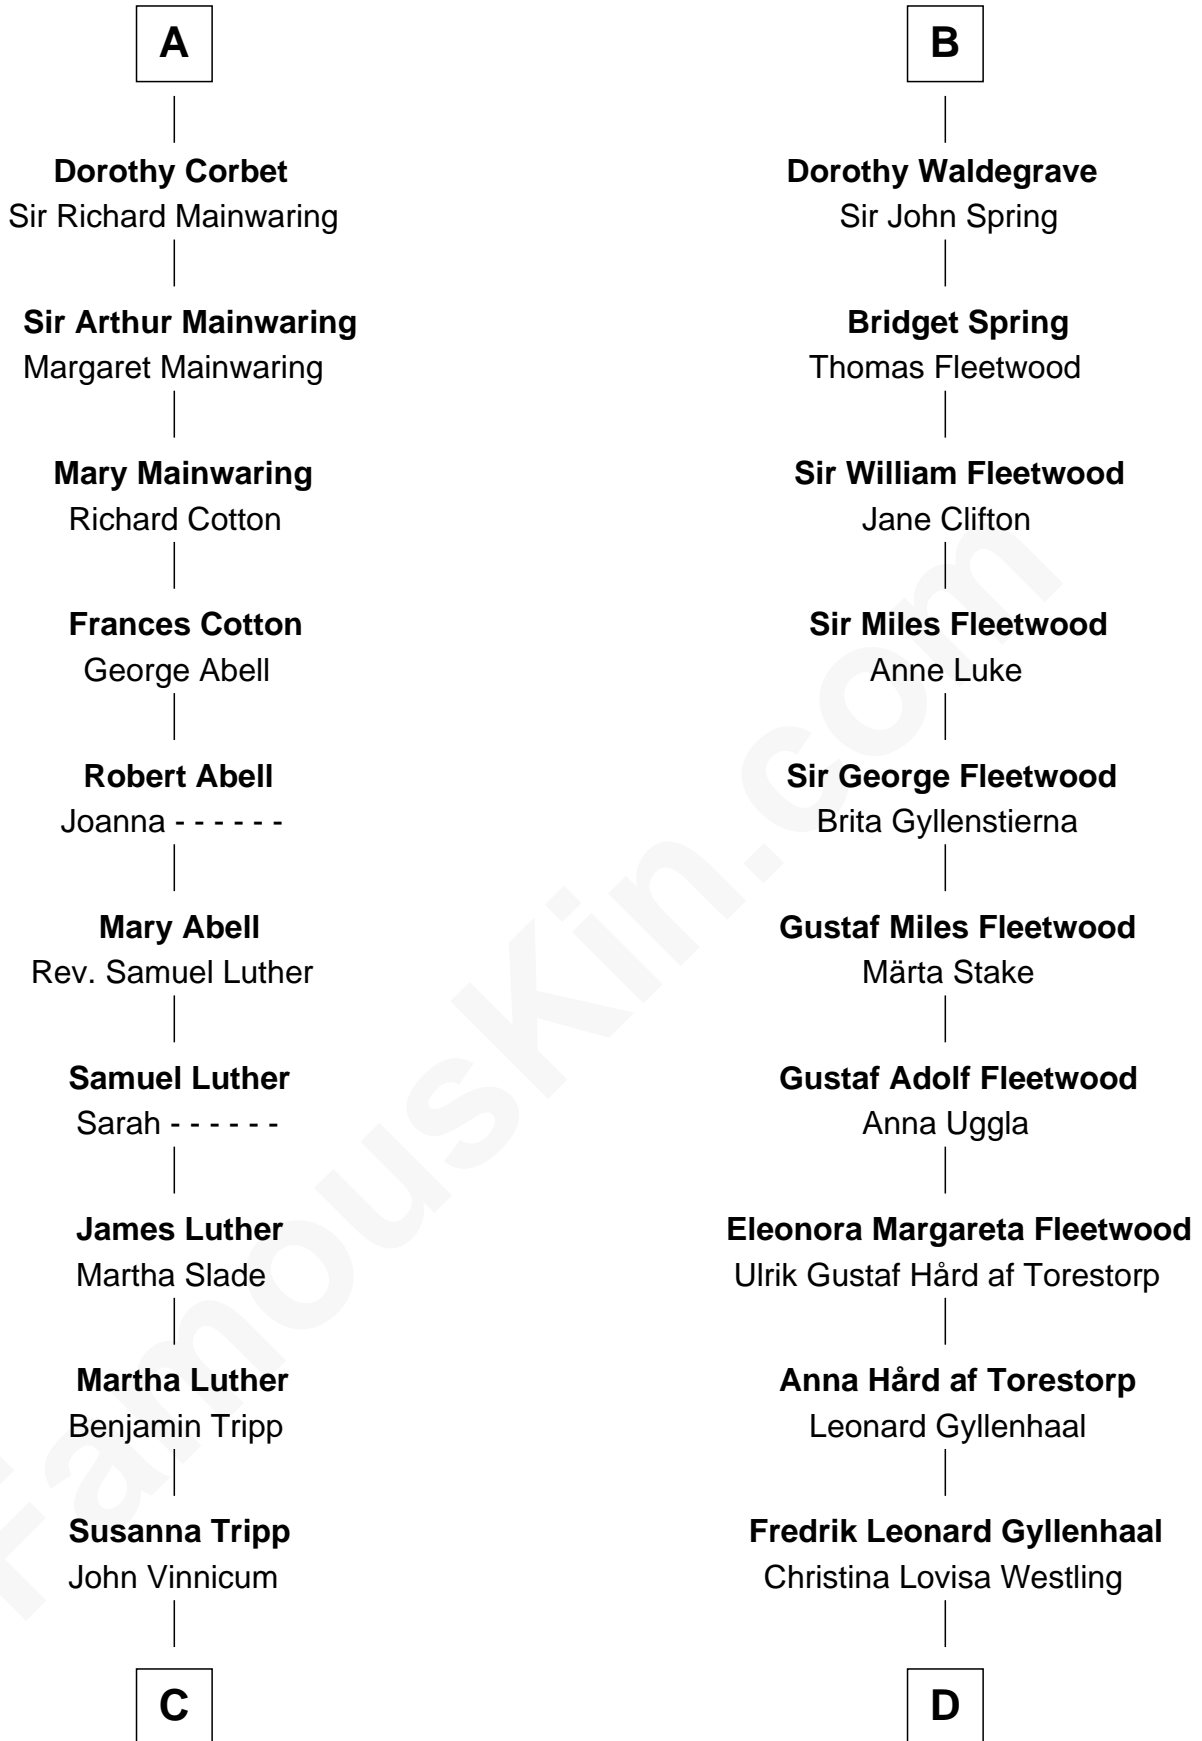 A
Dorothy Corbet
Sir Richard Mainwaring
Sir Arthur Mainwaring
Margaret Mainwaring
Mary Mainwaring
Richard Cotton
Frances Cotton
George Abell
Robert Abell
Joanna - - - - - -
Mary Abell
Rev. Samuel Luther
Samuel Luther
Sarah - - - - - -
James Luther
Martha Slade
Martha Luther
Benjamin Tripp
Susanna Tripp
John Vinnicum
C
B
Dorothy Waldegrave
Sir John Spring
Bridget Spring
Thomas Fleetwood
Sir William Fleetwood
Jane Clifton
Sir Miles Fleetwood
Anne Luke
Sir George Fleetwood
Brita Gyllenstierna
Gustaf Miles Fleetwood
Märta Stake
Gustaf Adolf Fleetwood
Anna Uggla
Eleonora Margareta Fleetwood
Ulrik Gustaf Hård af Torestorp
Anna Hård af Torestorp
Leonard Gyllenhaal
Fredrik Leonard Gyllenhaal
Christina Lovisa Westling
D
FamousKin.com